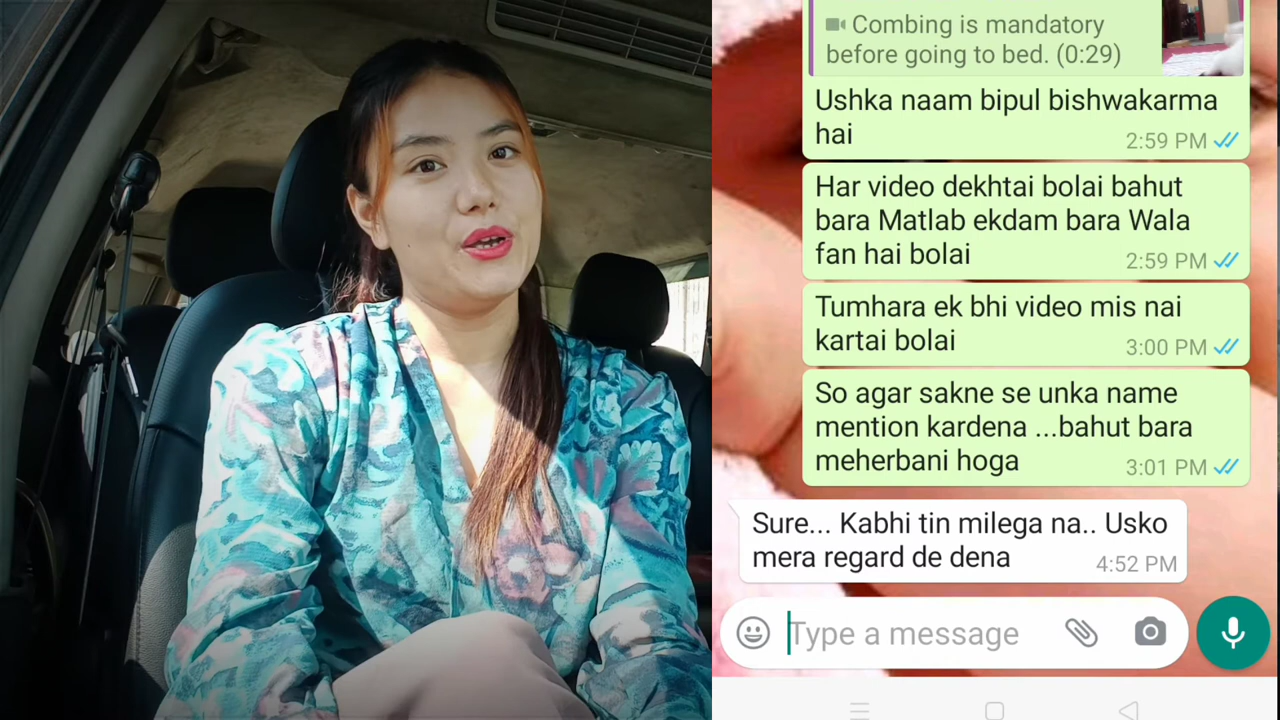 Combing is mandatory
before going to bed. (0:29)
Ushka naam bipul bishwakarma
hai
2:59 PM
Har video dekhtai bolai bahut
bara Matlab ekdam bara Wala
fan hai bolai
2:59 PM
Tumhara ek bhi video mis nai
kartai bolai
3:00 PM
So agar sakne se unka name
mention kardena ...bahut bara
meherbani hoga
3:01 PM
Sure... Kabhi tin milega na.. Usko
mera regard de dena
4:52 PM
Type a message